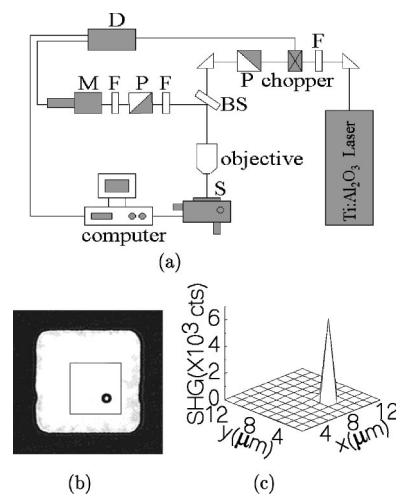 D
F
M F P F
P chopper
BS
objective
Ti:Al₂O₃ Laser
S
computer
(a)
SHG(X10³ cts)
6
4
2
0
12
8
4
y(μm)
4
8
12
x(μm)
(b)
(c)